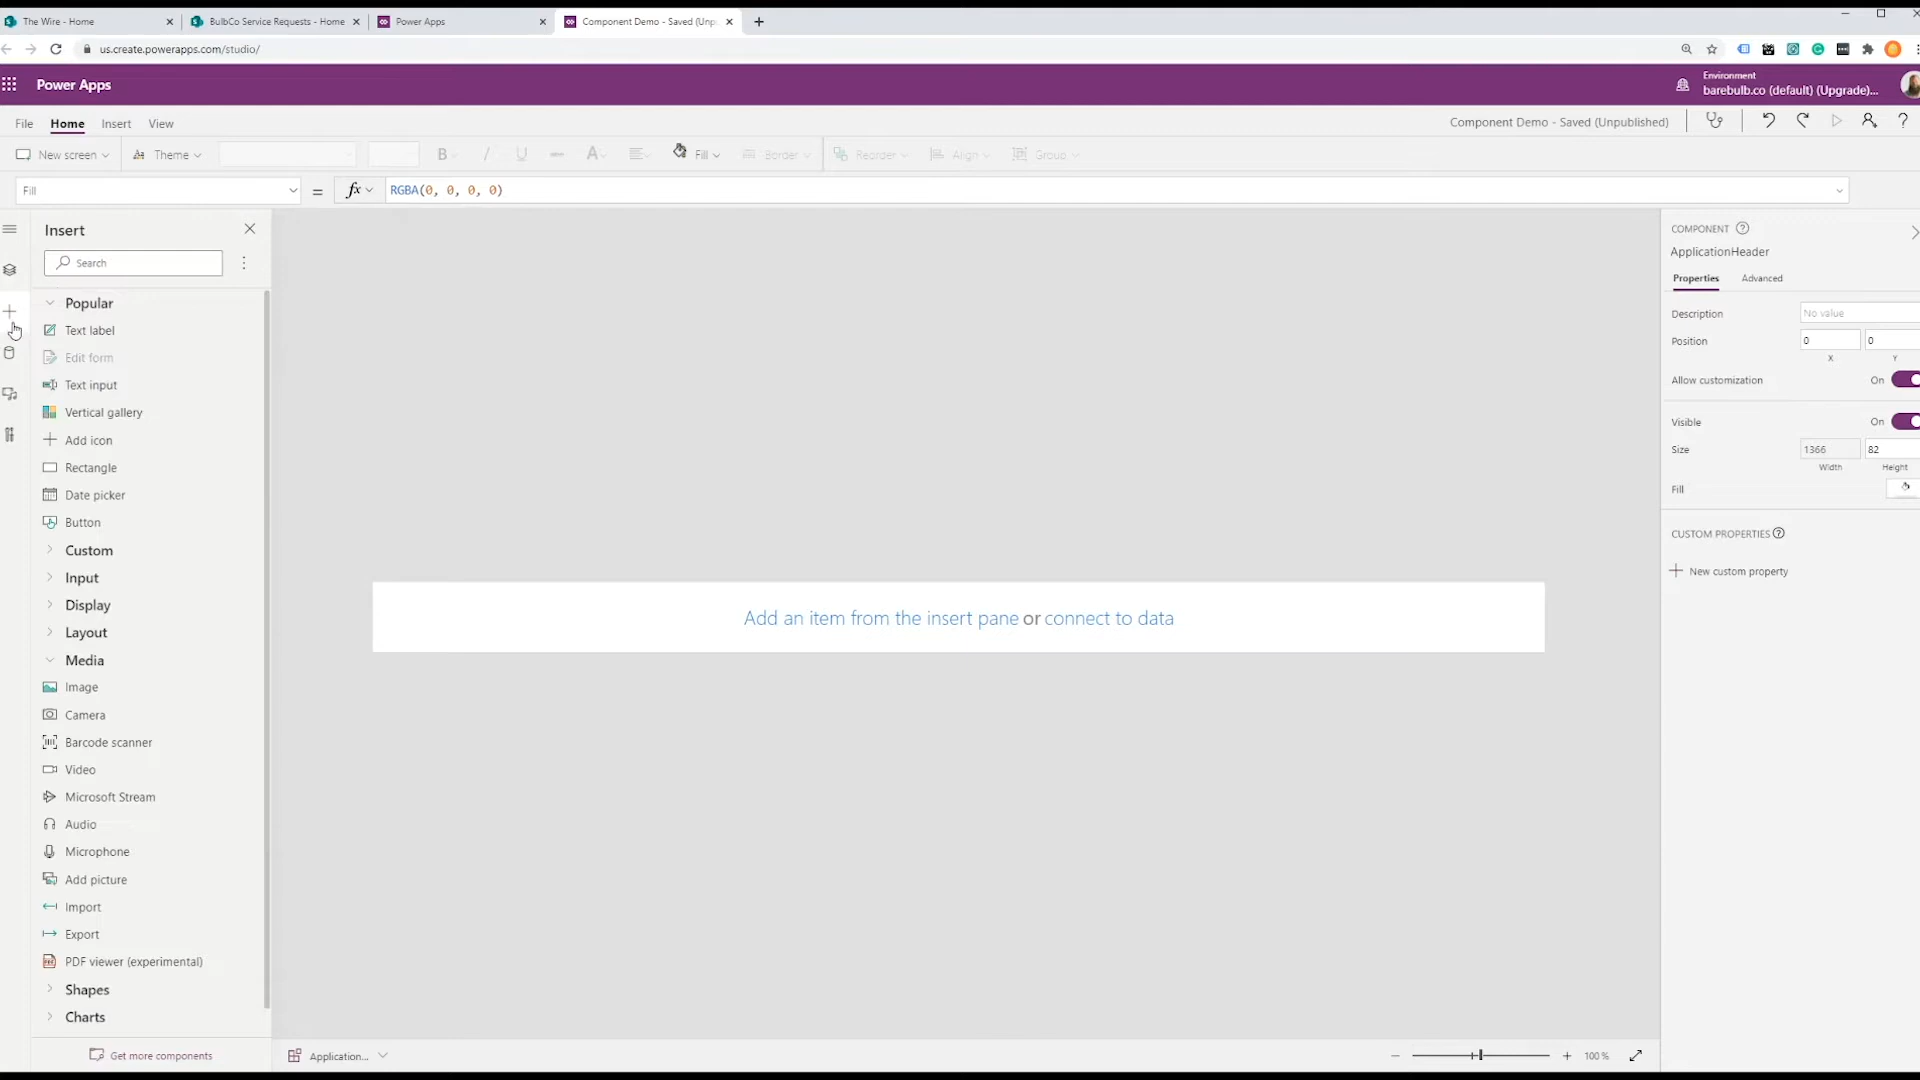 The Wire - Home
BulbCo Service Requests - Home
Power Apps
Component Demo - Saved (Unp
us.create.powerapps.com/studio/
Power Apps
Environment
barebulb.co (default) (Upgrade)...
File Home Insert View
Component Demo - Saved (Unpublished)
New screen Theme B I U A Fill Border Reorder Align Group
Fill = fx RGBA(0, 0, 0, 0)
Insert
Search
Popular
Text label
Edit form
Text input
Vertical gallery
Add icon
Rectangle
Date picker
Button
Custom
Input
Display
Layout
Media
Image
Camera
Barcode scanner
Video
Microsoft Stream
Audio
Microphone
Add picture
Import
Export
PDF viewer (experimental)
Shapes
Charts
Get more components
Add an item from the insert pane or connect to data
Application...
100 %
COMPONENT
ApplicationHeader
Properties Advanced
Description No value
Position 0 0
X Y
Allow customization On
Visible On
Size 1366 82
Width Height
Fill
CUSTOM PROPERTIES
New custom property